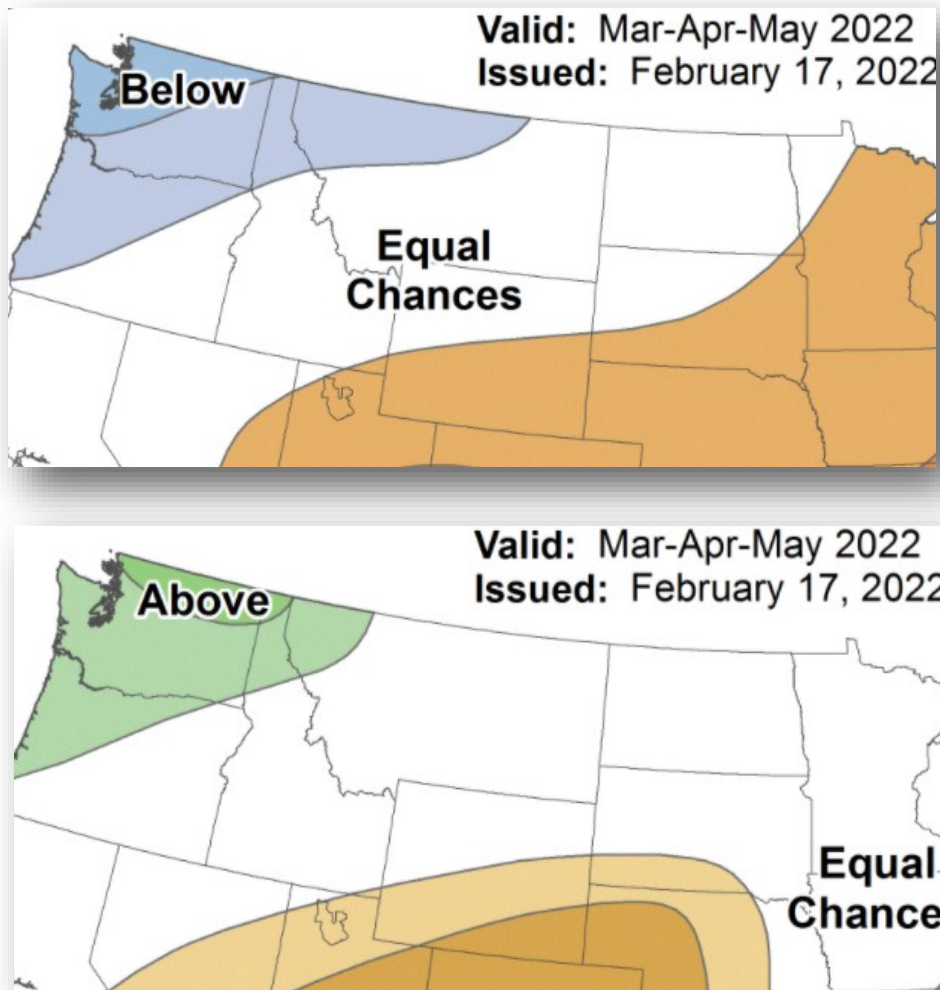 Valid: Mar-Apr-May 2022
Issued: February 17, 2022
Below
Equal
Chances
Valid: Mar-Apr-May 2022
Issued: February 17, 2022
Above
Equal
Chance